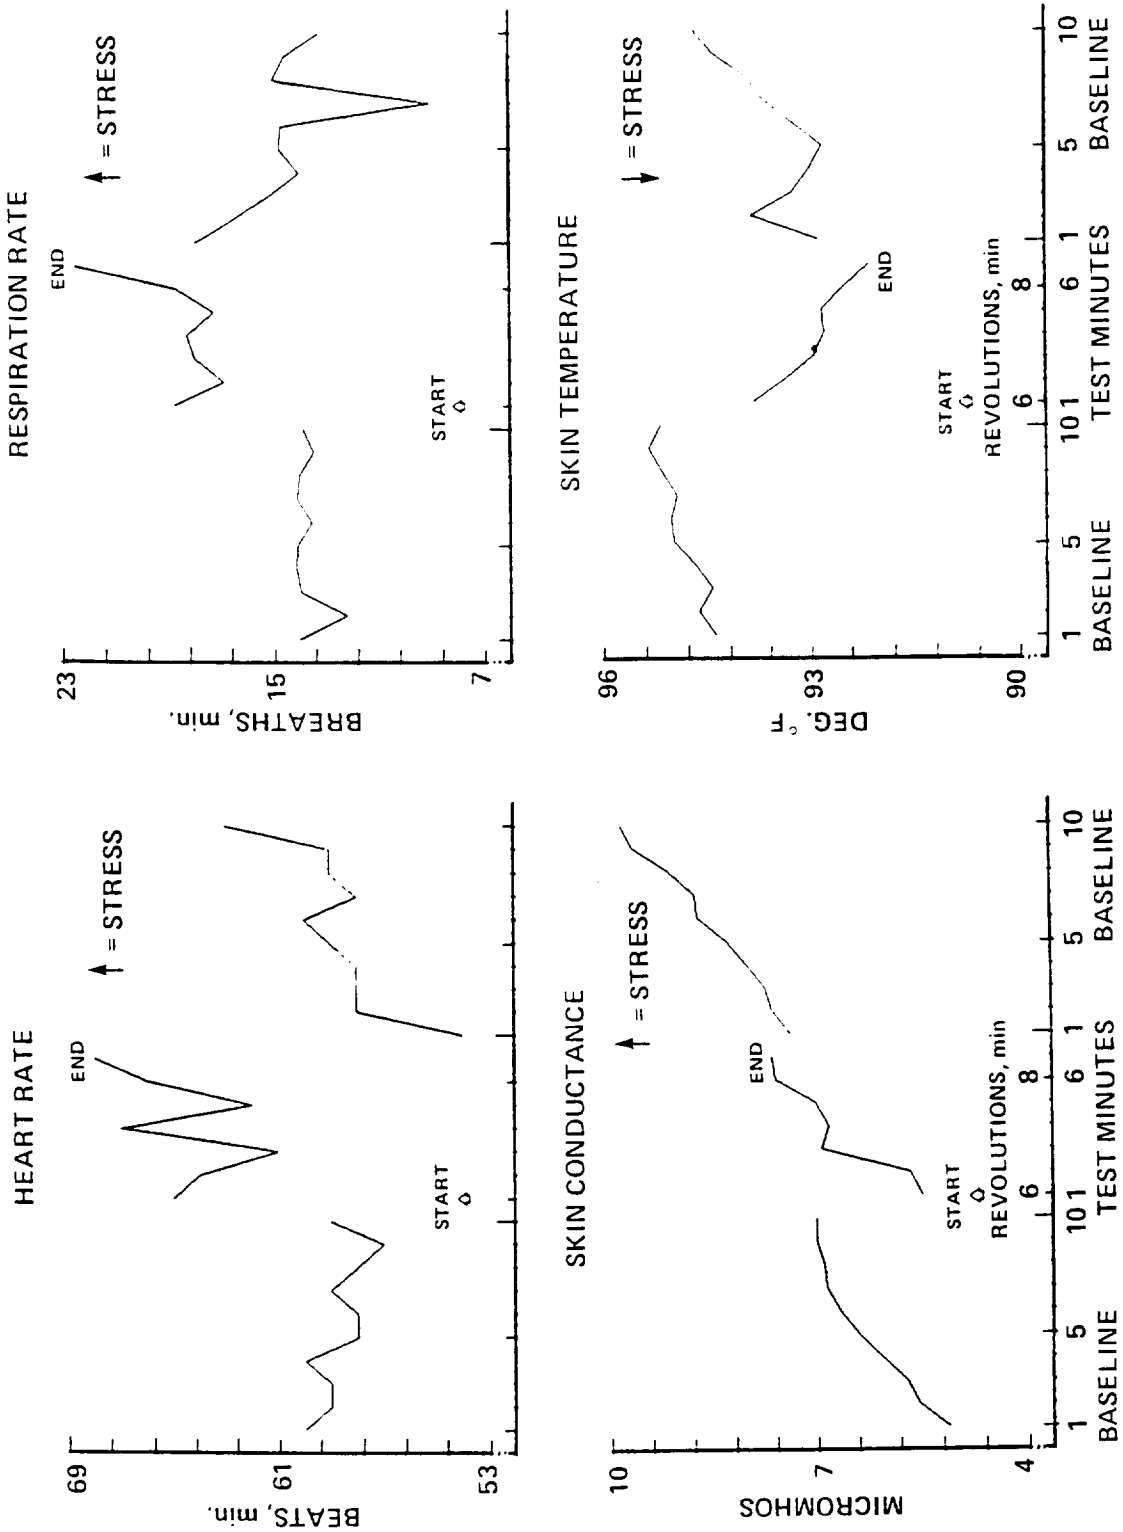 HEART RATE
69
61
53
BEATS, min.
END
= STRESS
START
RESPIRATION RATE
23
15
7
BREATHS, min.
END
= STRESS
START
SKIN CONDUCTANCE
10
7
4
MICROMHOS
END
= STRESS
START
REVOLUTIONS, min
6 8
1 5 10 1 6 1 5 10
BASELINE TEST MINUTES BASELINE
SKIN TEMPERATURE
96
93
90
DEG. °F
= STRESS
END
START
REVOLUTIONS, min
6 8
1 5 10 1 6 1 5 10
BASELINE TEST MINUTES BASELINE